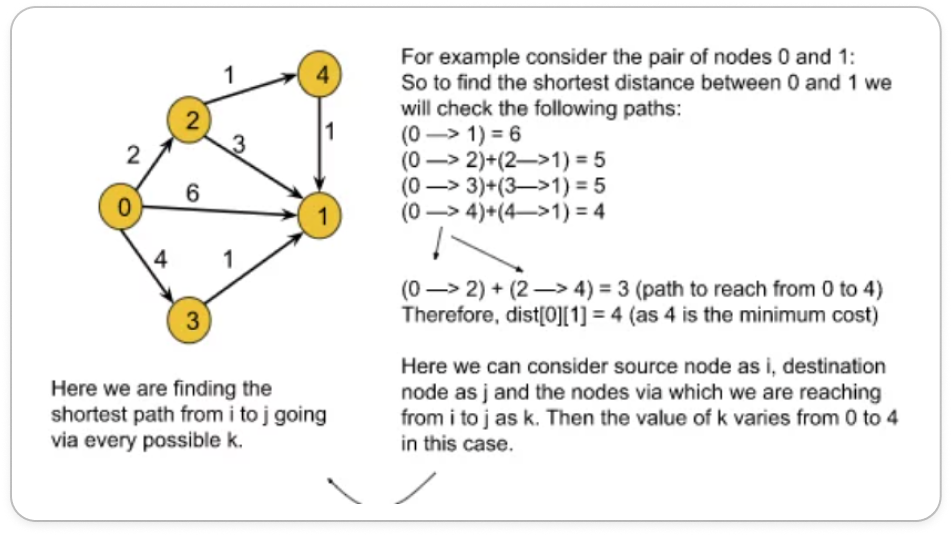 1
4
2
1
3
2
6
0
1
4
1
3
For example consider the pair of nodes 0 and 1:
So to find the shortest distance between 0 and 1 we
will check the following paths:
(0 —> 1) = 6
(0 —> 2)+(2—>1) = 5
(0 —> 3)+(3—>1) = 5
(0 —> 4)+(4—>1) = 4
(0 —> 2) + (2 —> 4) = 3 (path to reach from 0 to 4)
Therefore, dist[0][1] = 4 (as 4 is the minimum cost)
Here we are finding the
shortest path from i to j going
via every possible k.
Here we can consider source node as i, destination
node as j and the nodes via which we are reaching
from i to j as k. Then the value of k varies from 0 to 4
in this case.